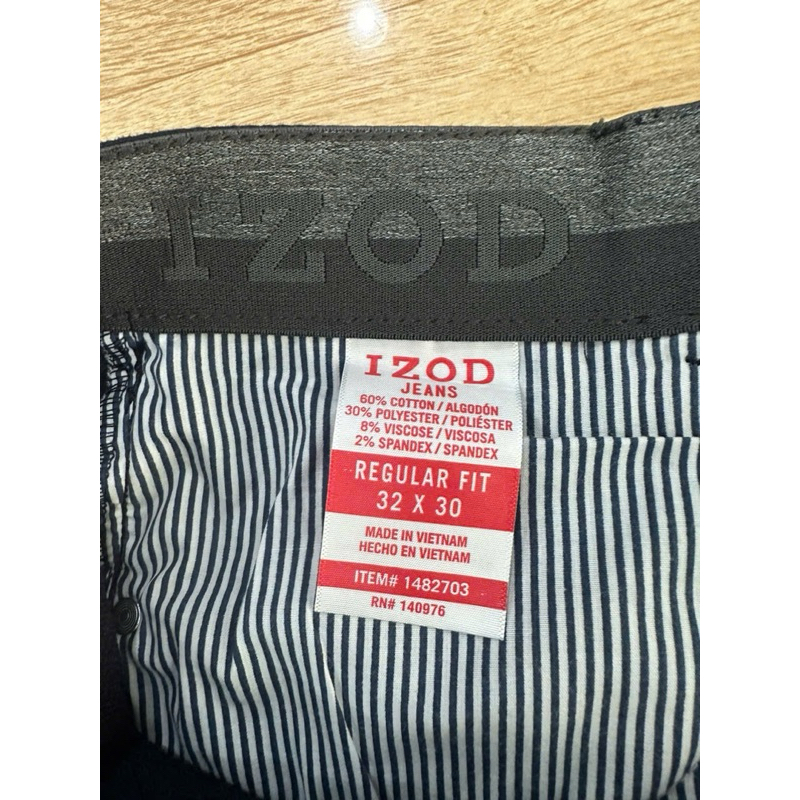 IZOD
IZOD
JEANS
60% COTTON / ALGODÓN
30% POLYESTER / POLIÉSTER
8% VISCOSE / VISCOSA
2% SPANDEX / SPANDEX
REGULAR FIT
32 X 30
MADE IN VIETNAM
HECHO EN VIETNAM
ITEM# 1482703
RN# 140976